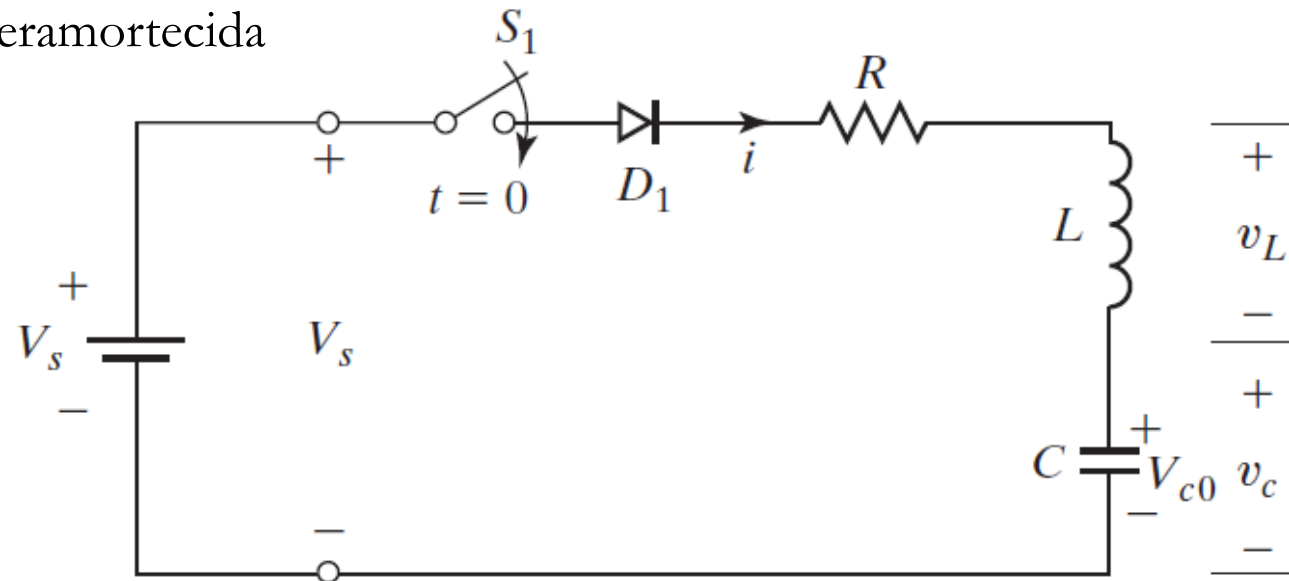 eramortecida
S1
R
+
i
t = 0
D1
+
L
vL
+
Vs
Vs
−
−
+
+
C
Vc0
vc
−
−
−